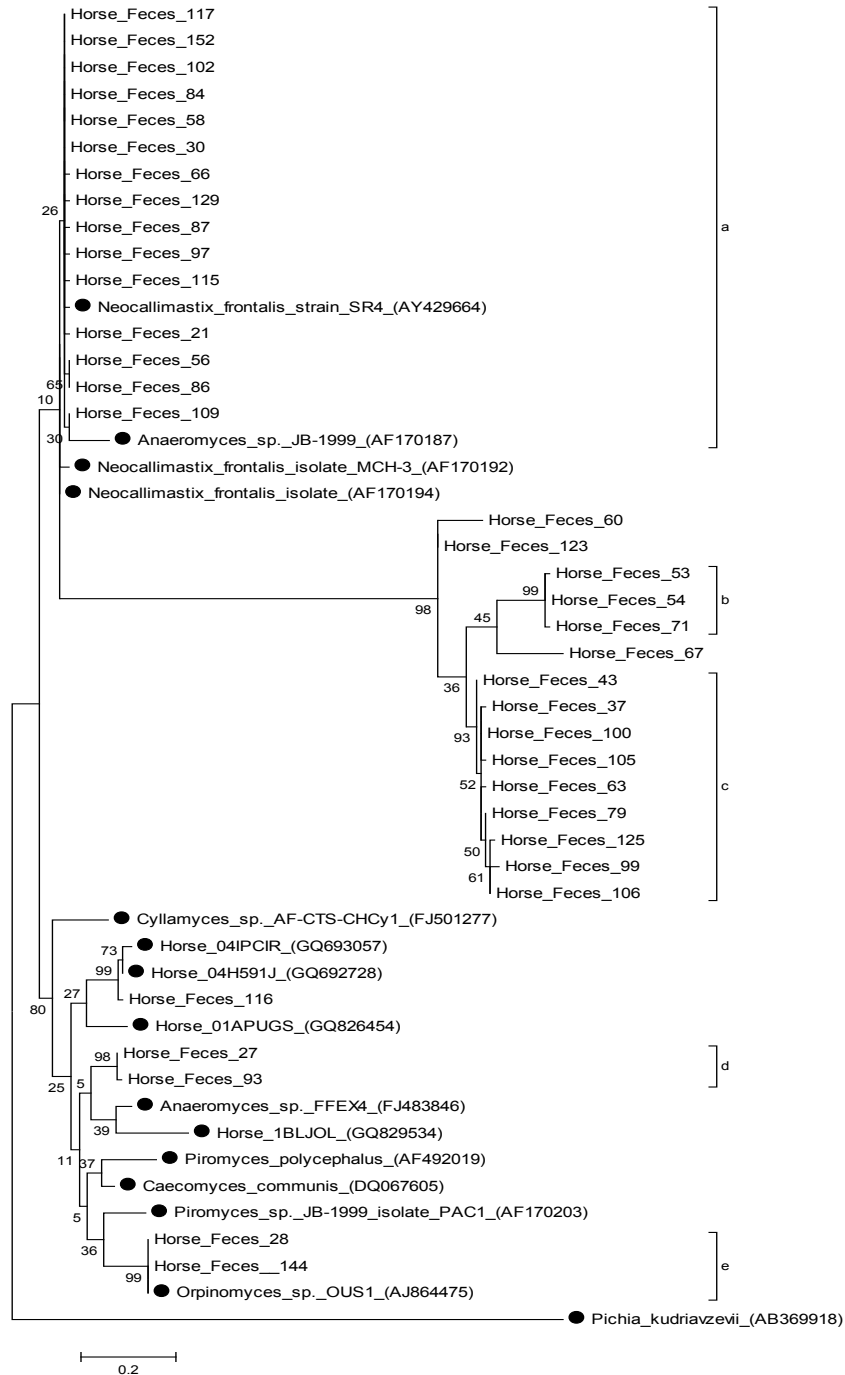 Horse_Feces_117
Horse_Feces_152
Horse_Feces_102
Horse_Feces_84
Horse_Feces_58
Horse_Feces_30
Horse_Feces_66
Horse_Feces_129
26
Horse_Feces_87
a
Horse_Feces_97
Horse_Feces_115
Neocallimastix_frontalis_strain_SR4_(AY429664)
Horse_Feces_21
Horse_Feces_56
65
Horse_Feces_86
10
Horse_Feces_109
30
Anaeromyces_sp._JB-1999_(AF170187)
Neocallimastix_frontalis_isolate_MCH-3_(AF170192)
Neocallimastix_frontalis_isolate_(AF170194)
Horse_Feces_60
Horse_Feces_123
Horse_Feces_53
99
Horse_Feces_54
b
98
45
Horse_Feces_71
Horse_Feces_67
36
Horse_Feces_43
Horse_Feces_37
93
Horse_Feces_100
Horse_Feces_105
52
Horse_Feces_63
c
Horse_Feces_79
Horse_Feces_125
50
Horse_Feces_99
61
Horse_Feces_106
Cyllamyces_sp._AF-CTS-CHCy1_(FJ501277)
73
Horse_04IPCIR_(GQ693057)
99
Horse_04H591J_(GQ692728)
27
Horse_Feces_116
80
Horse_01APUGS_(GQ826454)
98
Horse_Feces_27
d
25
5
Horse_Feces_93
Anaeromyces_sp._FFEX4_(FJ483846)
39
Horse_1BLJOL_(GQ829534)
11
37
Piromyces_polycephalus_(AF492019)
Caecomyces_communis_(DQ067605)
5
Piromyces_sp._JB-1999_isolate_PAC1_(AF170203)
36
Horse_Feces_28
Horse_Feces__144
e
99
Orpinomyces_sp._OUS1_(AJ864475)
Pichia_kudriavzevii_(AB369918)
0.2